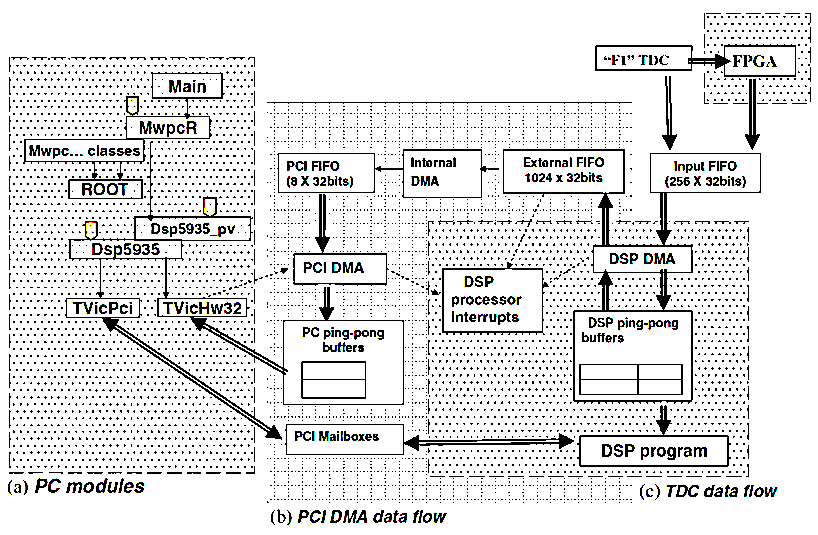 "F1" TDC
FPGA
Main
MwpcR
Mwpc... classes
ROOT
Dsp5935_pv
Dsp5935
TVicPci
TVicHw32
PCI FIFO
(8 X 32bits)
Internal
DMA
External FIFO
1024 x 32bits
Input FIFO
(256 X 32bits)
PCI DMA
DSP
processor
Interrupts
DSP DMA
PC ping-pong
buffers
DSP ping-pong
buffers
PCI Mailboxes
DSP program
(a) PC modules
(b) PCI DMA data flow
(c) TDC data flow